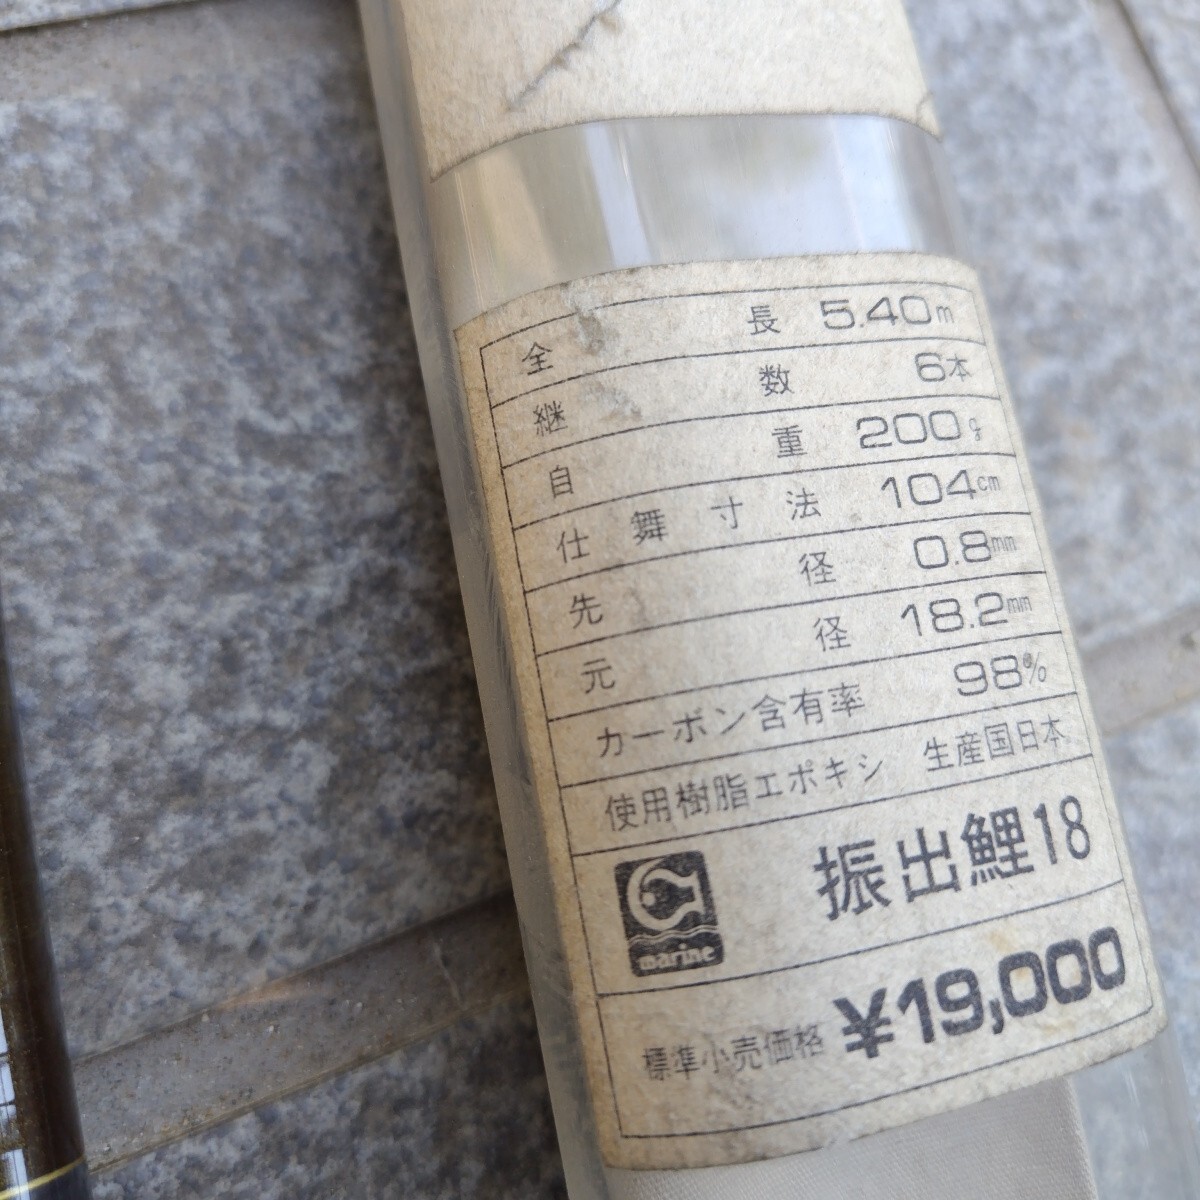 全長 5.40m
継数 6本
自重 200g
仕舞寸法 104cm
先径 0.8mm
元径 18.2mm
カーボン含有率 98%
使用樹脂エポキシ 生産国日本
marine 振出鯉18
標準小売価格 ¥19,000